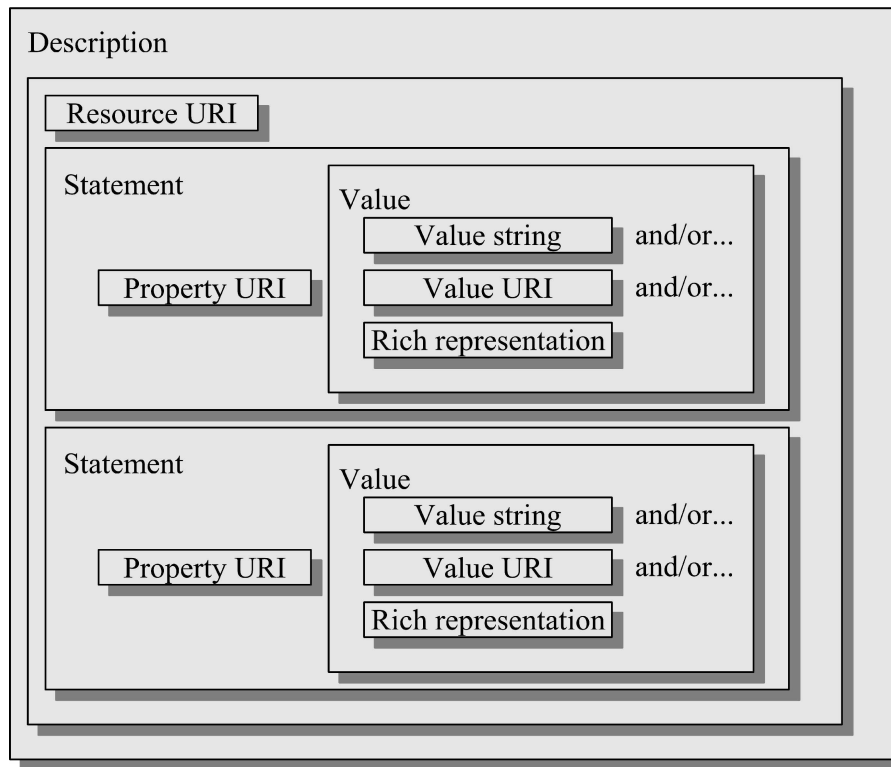 Description
Resource URI
Statement
Value
Value string and/or...
Property URI Value URI and/or...
Rich representation
Statement
Value
Value string and/or...
Property URI Value URI and/or...
Rich representation